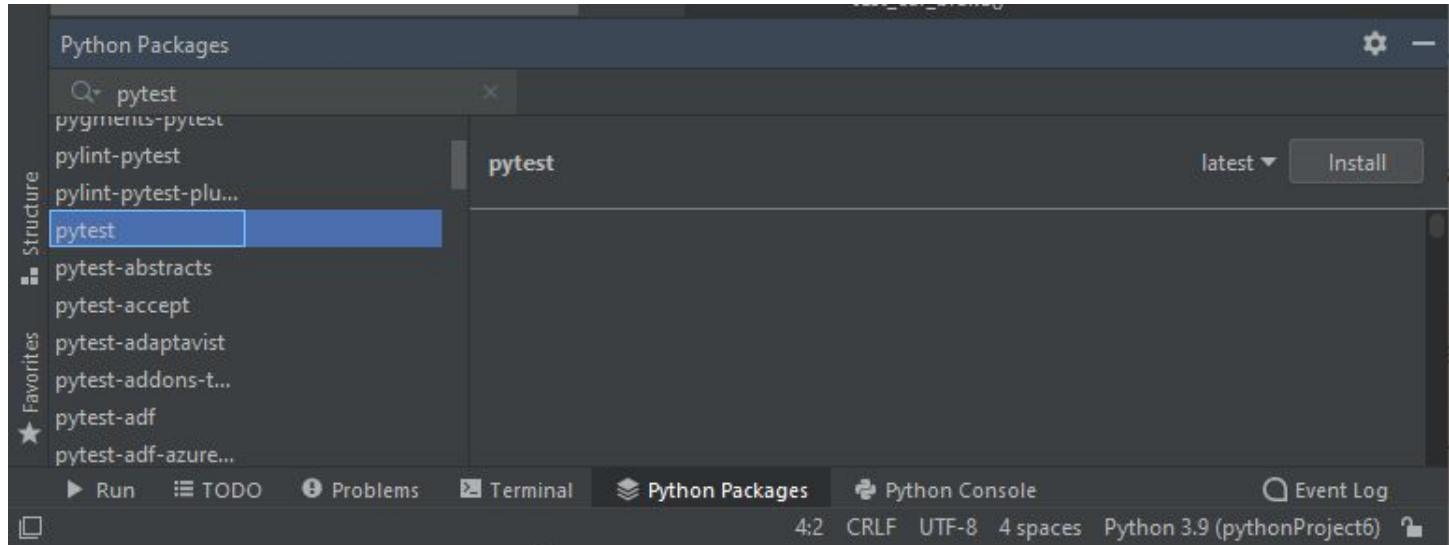 Python Packages
pytest
pygments-pytest
pylint-pytest
pylint-pytest-plu...
pytest
pytest-abstracts
pytest-accept
pytest-adaptavist
pytest-addons-t...
pytest-adf
pytest-adf-azure...
pytest
latest Install
Structure
Favorites
Run TODO Problems Terminal Python Packages Python Console Event Log
4:2 CRLF UTF-8 4 spaces Python 3.9 (pythonProject6)